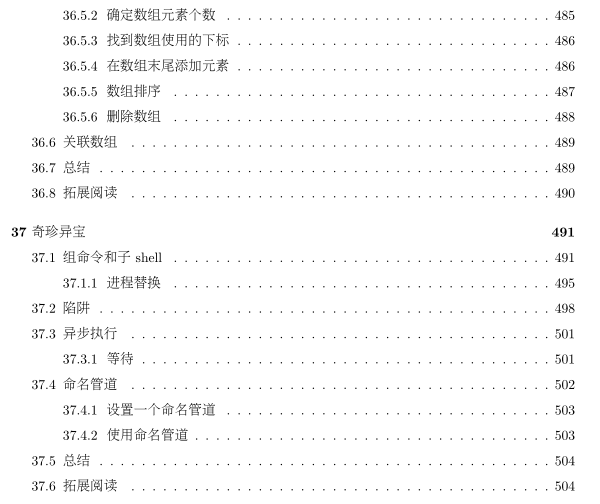 36.5.2 确定数组元素个数 . . . . . . . . . . . . . . . . . . . . . . . . . . 485
36.5.3 找到数组使用的下标 . . . . . . . . . . . . . . . . . . . . . . . . . 486
36.5.4 在数组末尾添加元素 . . . . . . . . . . . . . . . . . . . . . . . . . 486
36.5.5 数组排序 . . . . . . . . . . . . . . . . . . . . . . . . . . . . . . 487
36.5.6 删除数组 . . . . . . . . . . . . . . . . . . . . . . . . . . . . . . 488
36.6 关联数组 . . . . . . . . . . . . . . . . . . . . . . . . . . . . . . . . . 489
36.7 总结 . . . . . . . . . . . . . . . . . . . . . . . . . . . . . . . . . . . 489
36.8 拓展阅读 . . . . . . . . . . . . . . . . . . . . . . . . . . . . . . . . . 490
37 奇珍异宝 491
37.1 组命令和子 shell . . . . . . . . . . . . . . . . . . . . . . . . . . . . . . 491
37.1.1 进程替换 . . . . . . . . . . . . . . . . . . . . . . . . . . . . . . 495
37.2 陷阱 . . . . . . . . . . . . . . . . . . . . . . . . . . . . . . . . . . . 498
37.3 异步执行 . . . . . . . . . . . . . . . . . . . . . . . . . . . . . . . . . 501
37.3.1 等待 . . . . . . . . . . . . . . . . . . . . . . . . . . . . . . . . 501
37.4 命名管道 . . . . . . . . . . . . . . . . . . . . . . . . . . . . . . . . . 502
37.4.1 设置一个命名管道 . . . . . . . . . . . . . . . . . . . . . . . . . . 503
37.4.2 使用命名管道 . . . . . . . . . . . . . . . . . . . . . . . . . . . . 503
37.5 总结 . . . . . . . . . . . . . . . . . . . . . . . . . . . . . . . . . . . 504
37.6 拓展阅读 . . . . . . . . . . . . . . . . . . . . . . . . . . . . . . . . . 504